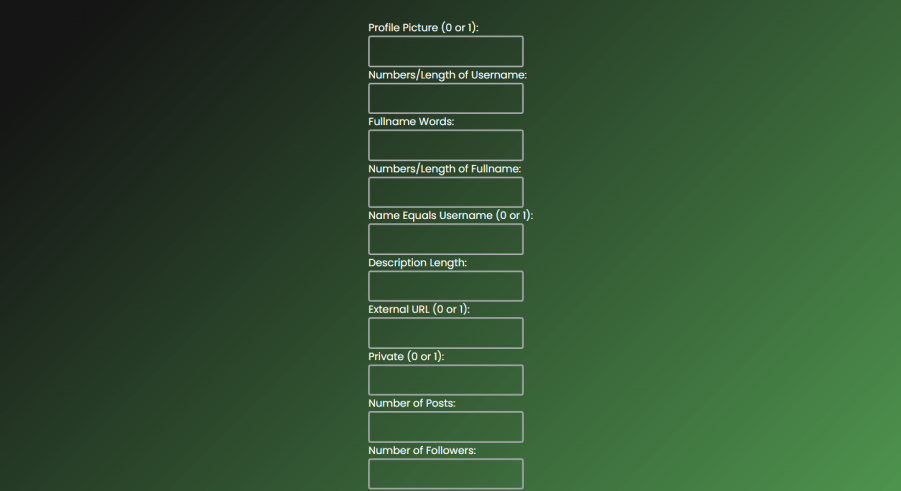 Profile Picture (0 or 1):
Numbers/Length of Username:
Fullname Words:
Numbers/Length of Fullname:
Name Equals Username (0 or 1):
Description Length:
External URL (0 or 1):
Private (0 or 1):
Number of Posts:
Number of Followers: